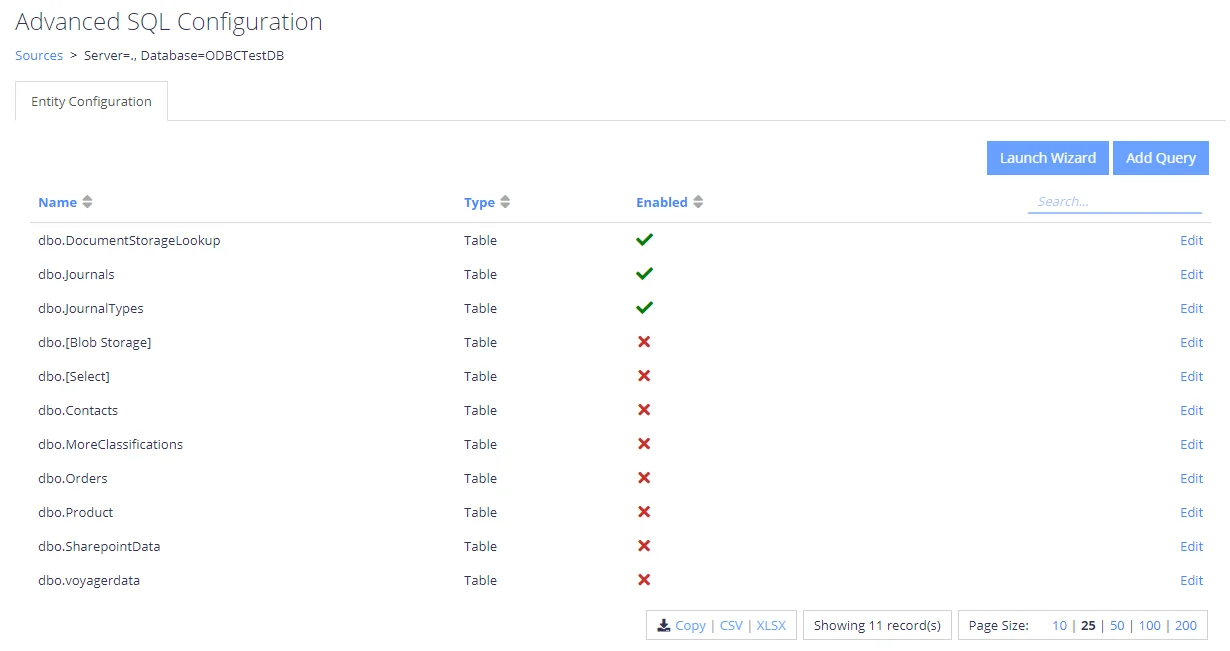 Advanced SQL Configuration
Sources > Server=., Database=ODBCTestDB
Entity Configuration
Launch Wizard Add Query
Name Type Enabled Search...
dbo.DocumentStorageLookup Table Edit
dbo.Journals Table Edit
dbo.JournalTypes Table Edit
dbo.[Blob Storage] Table Edit
dbo.[Select] Table Edit
dbo.Contacts Table Edit
dbo.MoreClassifications Table Edit
dbo.Orders Table Edit
dbo.Product Table Edit
dbo.SharepointData Table Edit
dbo.voyagerdata Table Edit
Copy | CSV | XLSX Showing 11 record(s) Page Size: 10 | 25 | 50 | 100 | 200